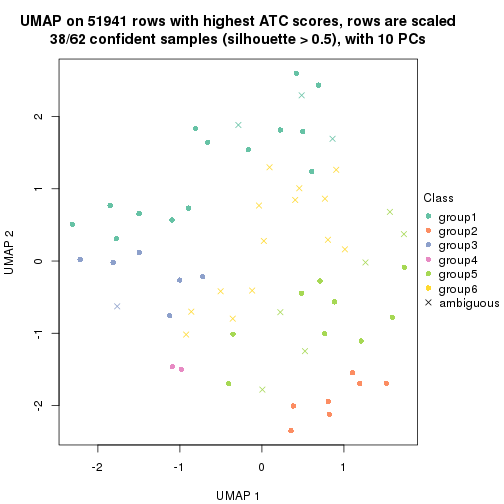 UMAP on 51941 rows with highest ATC scores, rows are scaled
38/62 confident samples (silhouette > 0.5), with 10 PCs
2
1
0
-1
-2
UMAP 2
-2
-1
0
1
UMAP 1
Class
group1
group2
group3
group4
group5
group6
ambiguous